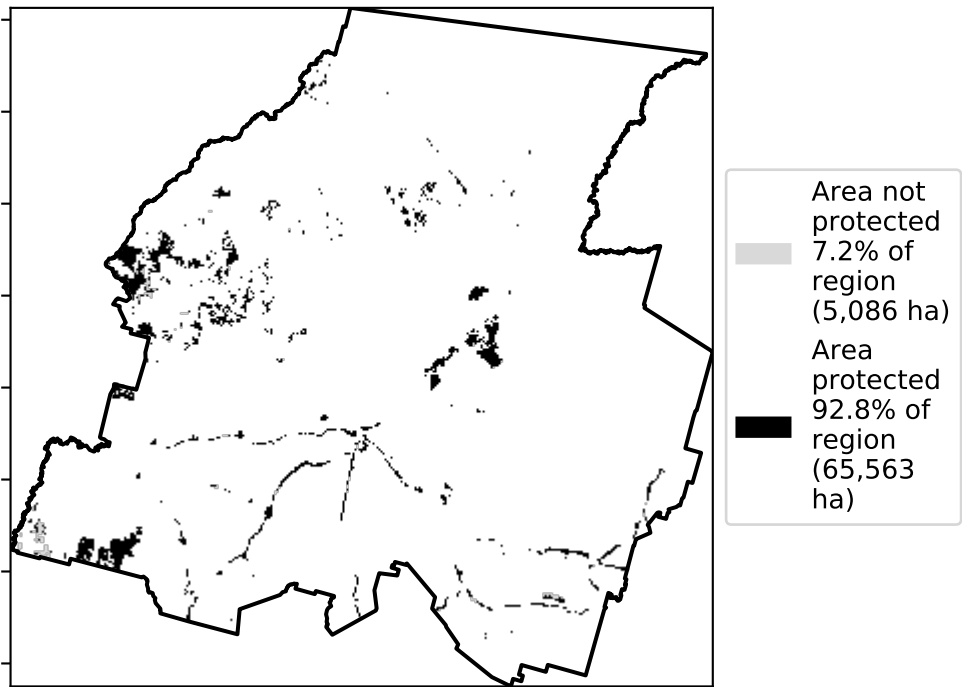 Area not
protected
7.2% of
region
(5,086 ha)
Area
protected
92.8% of
region
(65,563
ha)